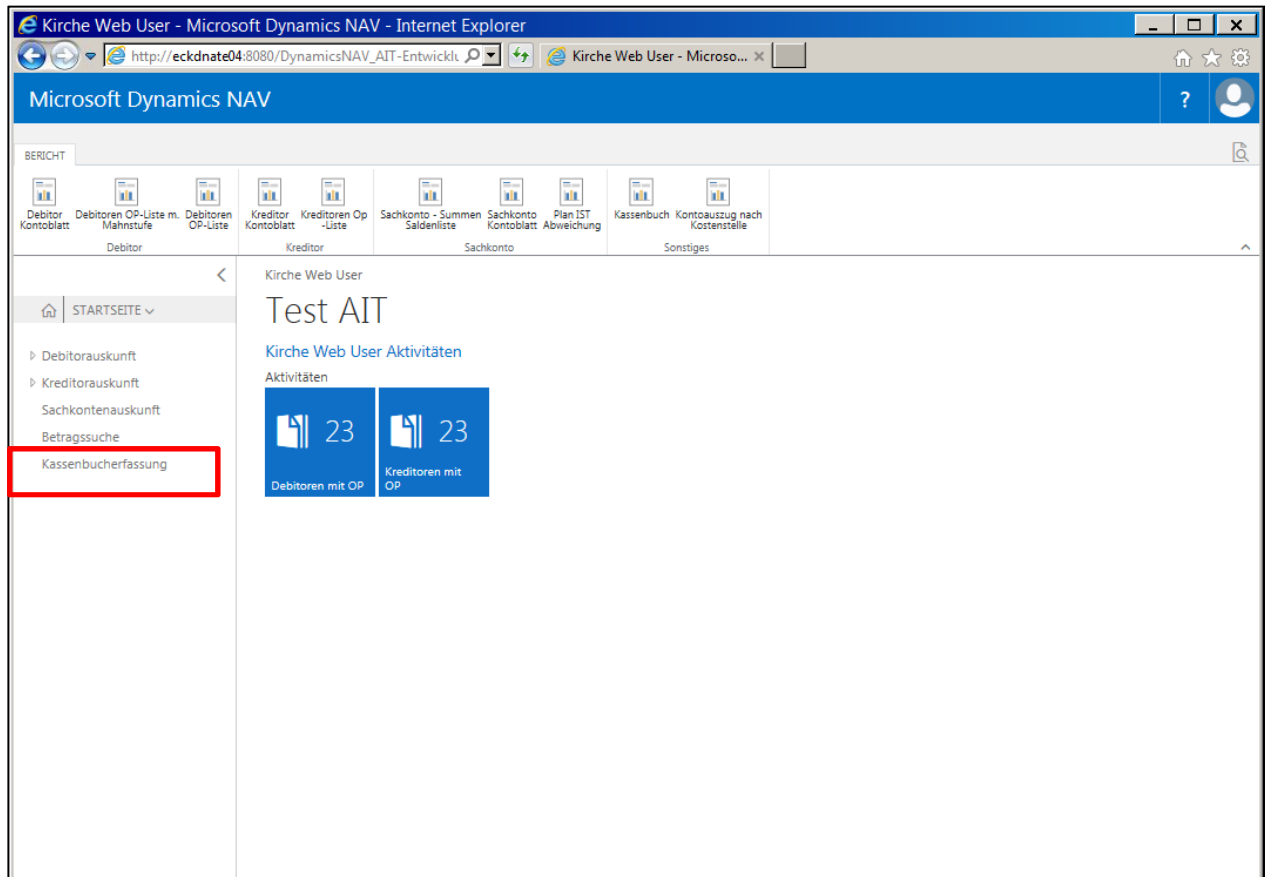 Kirche Web User - Microsoft Dynamics NAV - Internet Explorer
http://eckdnate04:8080/DynamicsNAV_AIT-Entwicklu
Kirche Web User - Microso...
Microsoft Dynamics NAV
?
BERICHT
Debitor Kontoblatt
Debitoren OP-Liste m. Mahnstufe
Debitoren OP-Liste
Kreditor Kontoblatt
Kreditoren Op -Liste
Sachkonto - Summen Saldenliste
Sachkonto Kontoblatt
Plan IST Abweichung
Kassenbuch
Kontoauszug nach Kostenstelle
Debitor
Kreditor
Sachkonto
Sonstiges
STARTSEITE
Debitorauskunft
Kreditorauskunft
Sachkontenauskunft
Betragssuche
Kassenbucherfassung
Kirche Web User
Test AIT
Kirche Web User Aktivitäten
Aktivitäten
23
Debitoren mit OP
23
Kreditoren mit
OP